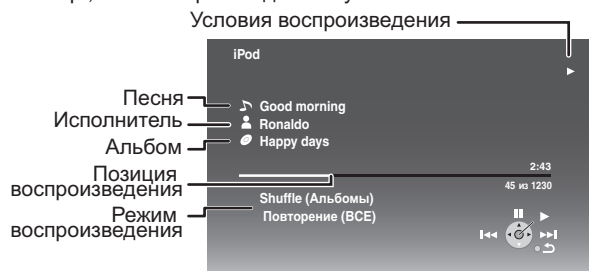 Условия воспроизведения
iPod
Песня
Good morning
Исполнитель
Ronaldo
Альбом
Happy days
Позиция
воспроизведения
2:43
45 из 1230
Режим
воспроизведения
Shuffle (Альбомы)
Повторение (ВСЕ)